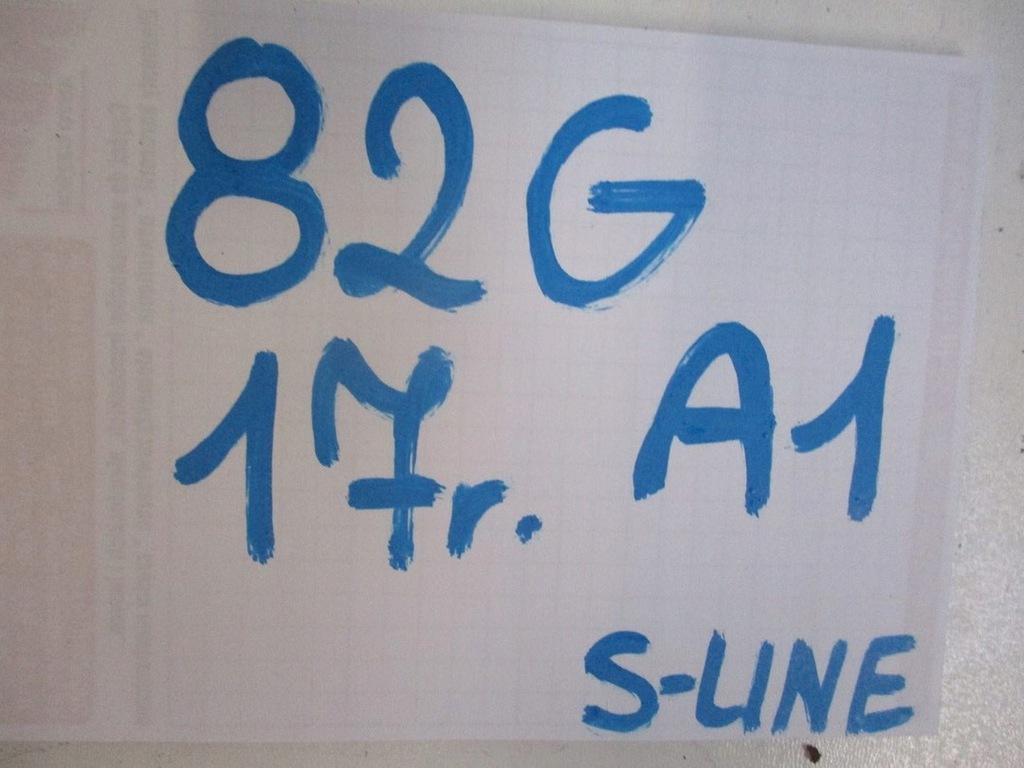 82G
17r. A1
S-LINE